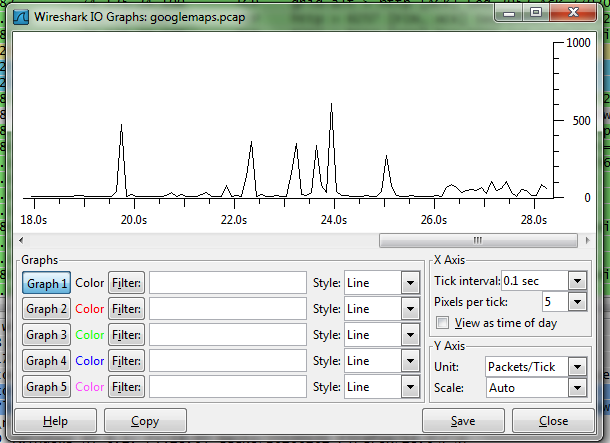 Wireshark IO Graphs: googlemaps.pcap
1000
500
0
18.0s 20.0s 22.0s 24.0s 26.0s 28.0s
Graphs
Graph 1 Color Filter: Style: Line
Graph 2 Color Filter: Style: Line
Graph 3 Color Filter: Style: Line
Graph 4 Color Filter: Style: Line
Graph 5 Color Filter: Style: Line
X Axis
Tick interval: 0.1 sec
Pixels per tick: 5
View as time of day
Y Axis
Unit: Packets/Tick
Scale: Auto
Help Copy Save Close